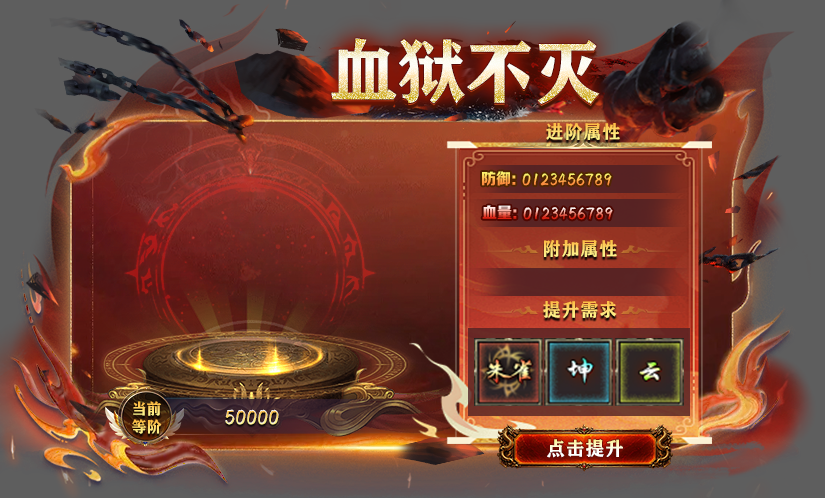 血狱不灭
进阶属性
防御: 0123456789
血量: 0123456789
附加属性
提升需求
朱雀 坤 云
当前
等阶
50000
点击提升